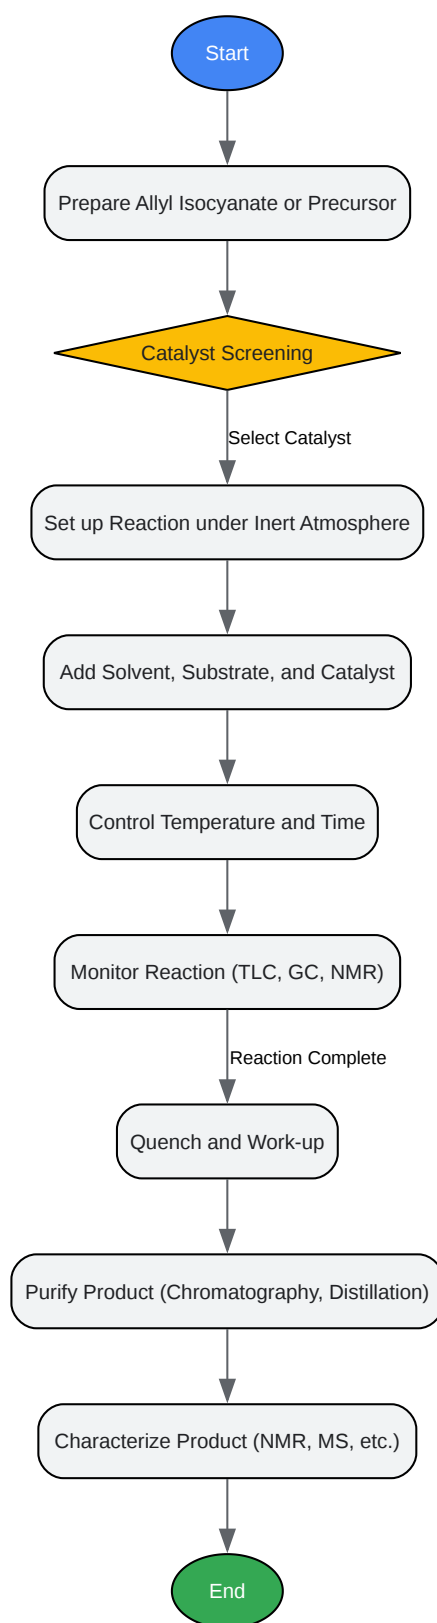 Start
Prepare Allyl Isocyanate or Precursor
Catalyst Screening
Select Catalyst
Set up Reaction under Inert Atmosphere
Add Solvent, Substrate, and Catalyst
Control Temperature and Time
Monitor Reaction (TLC, GC, NMR)
Reaction Complete
Quench and Work-up
Purify Product (Chromatography, Distillation)
Characterize Product (NMR, MS, etc.)
End